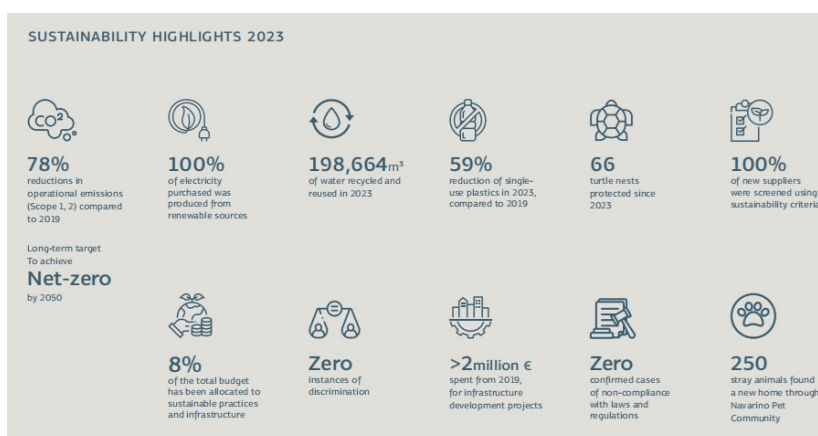 SUSTAINABILITY HIGHLIGHTS 2023
CO²
78%
reductions in
operational emissions
(Scope 1, 2) compared
to 2019
Long-term target
To achieve
Net-zero
by 2050
100%
of electricity
purchased was
produced from
renewable sources
198,664m³
of water recycled and
reused in 2023
59%
reduction of single-
use plastics in 2023,
compared to 2019
66
turtle nests
protected since
2023
100%
of new suppliers
were screened using
sustainability criteria
8%
of the total budget
has been allocated to
sustainable practices
and infrastructure
Zero
instances of
discrimination
>2million €
spent from 2019,
for infrastructure
development projects
Zero
confirmed cases
of non-compliance
with laws and
regulations
250
stray animals found
a new home through
Navarino Pet
Community